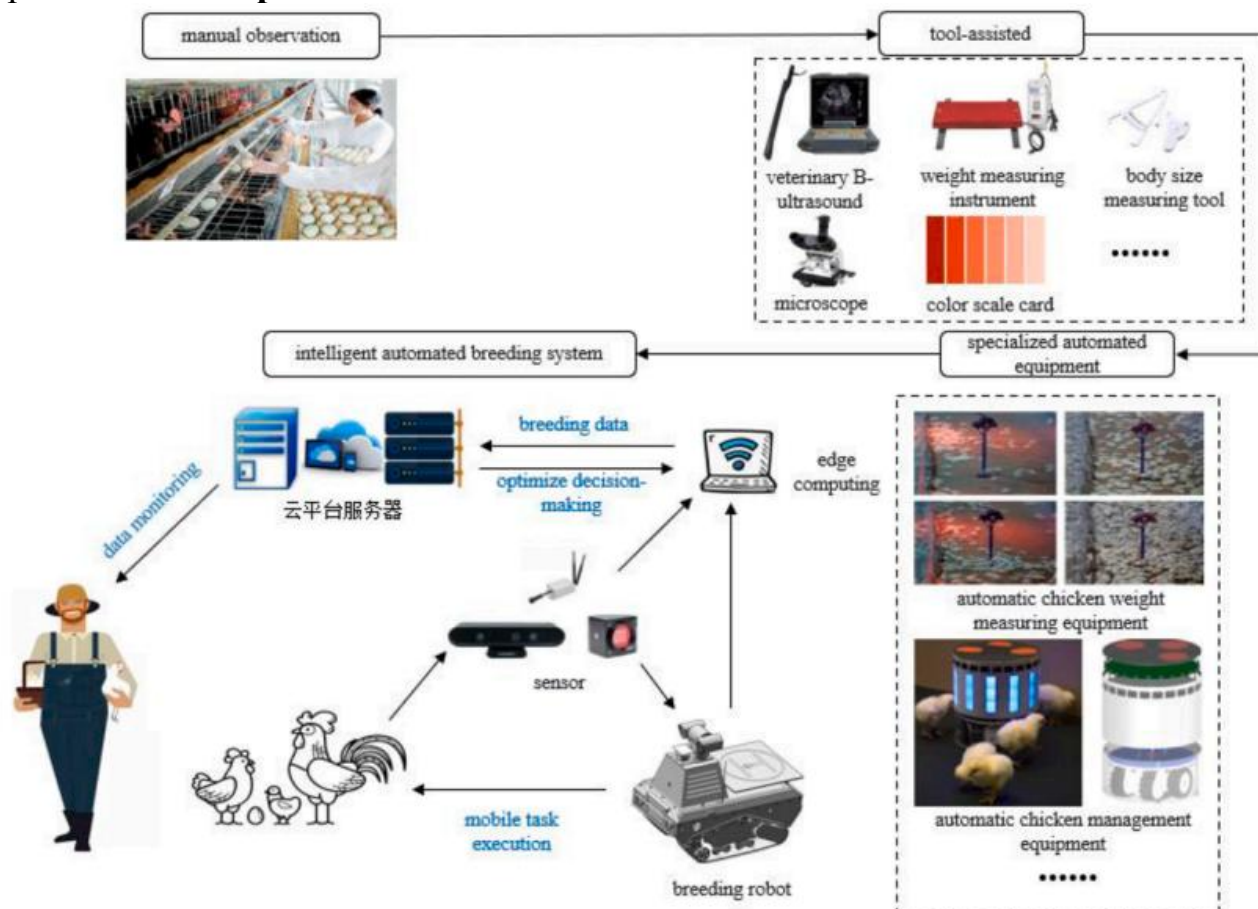 manual observation
tool-assisted
veterinary B-
ultrasound
weight measuring
instrument
body size
measuring tool
microscope
color scale card
......
intelligent automated breeding system
specialized automated
equipment
breeding data
optimize decision-
making
edge
computing
云平台服务器
data monitoring
sensor
mobile task
execution
breeding robot
automatic chicken weight
measuring equipment
automatic chicken management
equipment
......